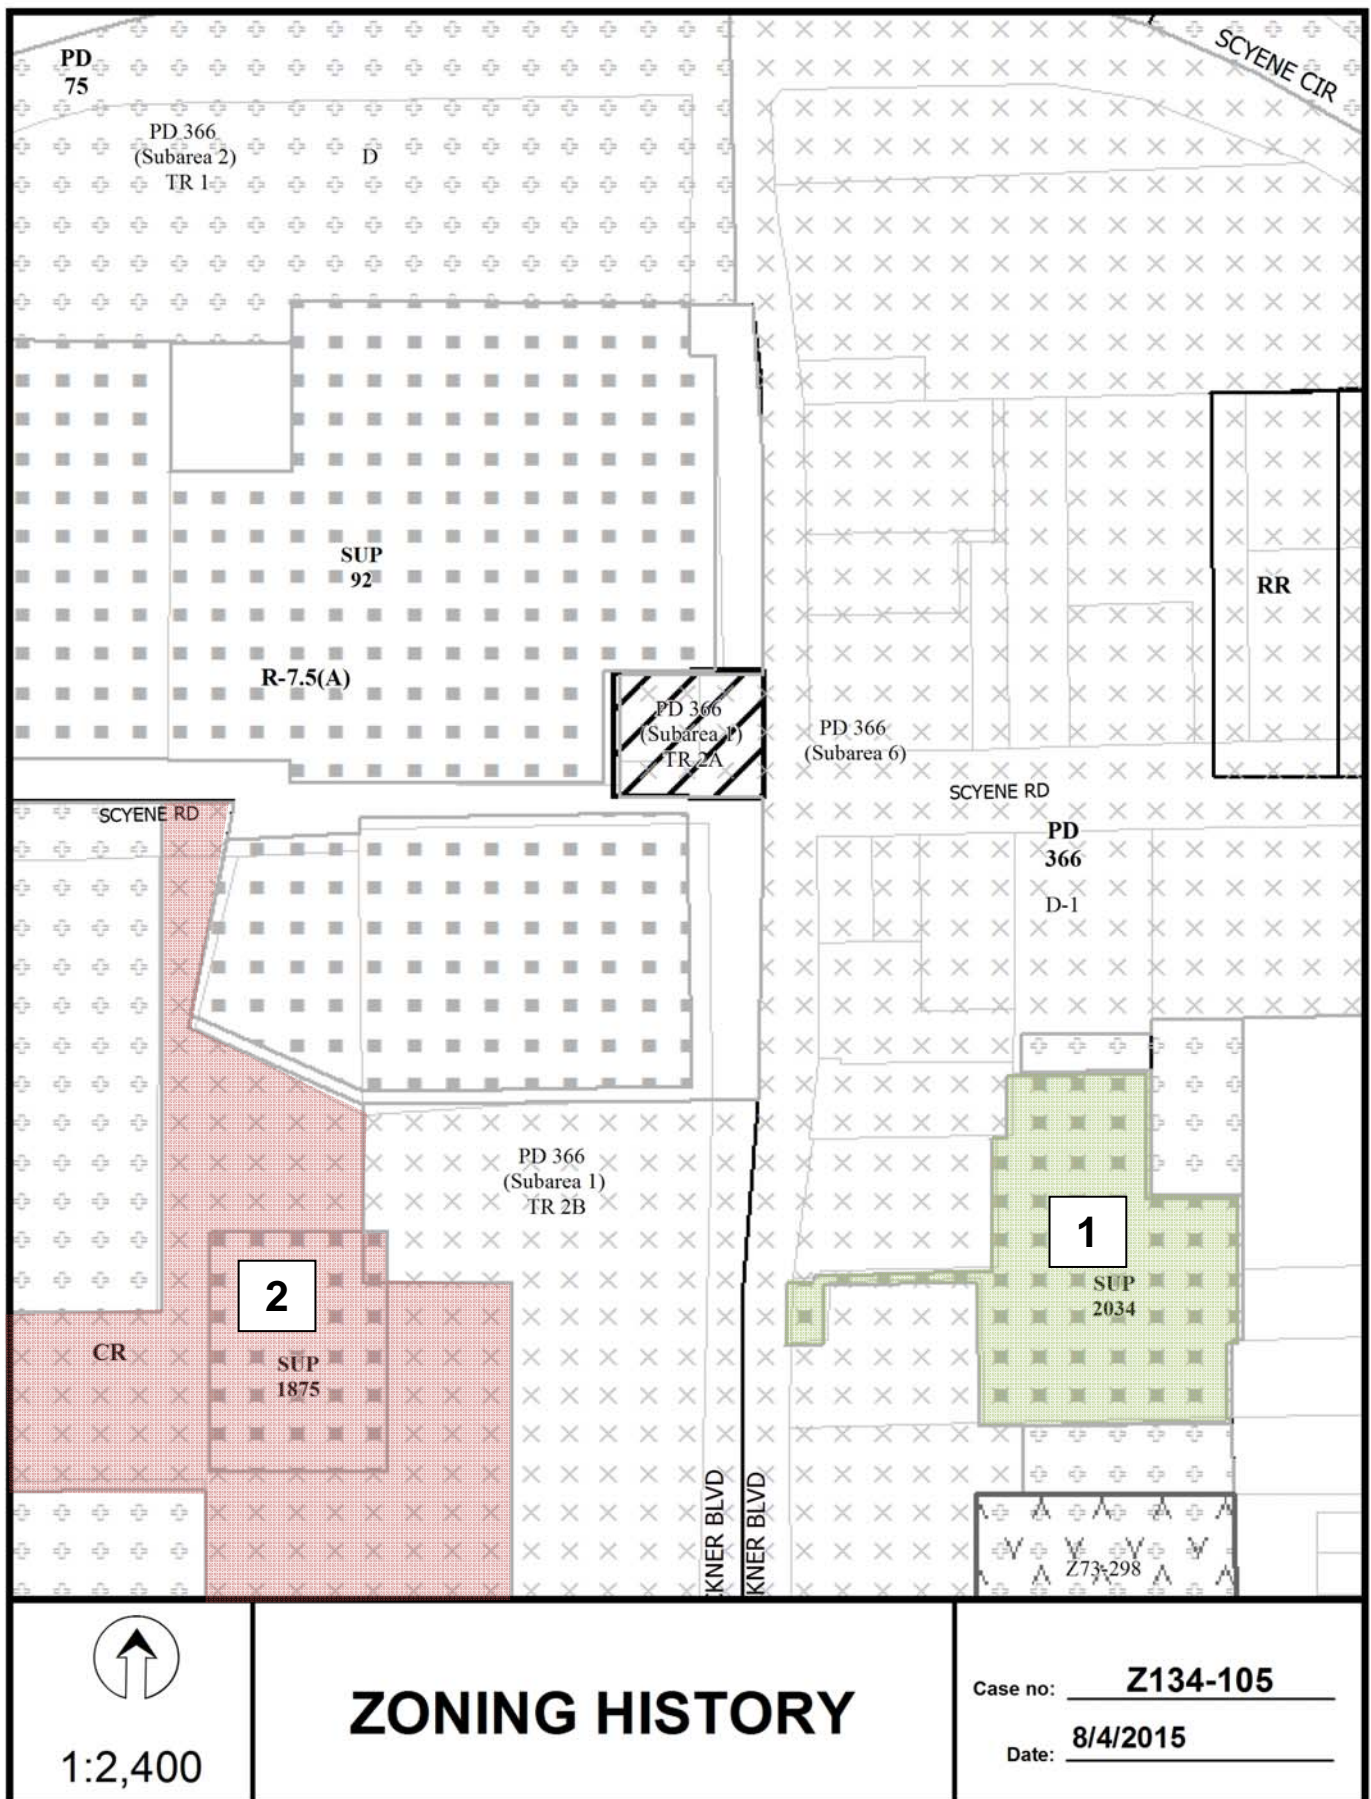 SCYENE CIR
PD
75
PD 366
(Subarea 2)
TR 1
D
SUP
92
RR
R-7.5(A)
PD 366
(Subarea 1)
TR 2A
PD 366
(Subarea 6)
SCYENE RD
SCYENE RD
PD
366
D-1
PD 366
(Subarea 1)
TR 2B
1
SUP
2034
2
CR
SUP
1875
KNER BLVD
KNER BLVD
Z73-298
1:2,400
ZONING HISTORY
Case no: Z134-105
Date: 8/4/2015